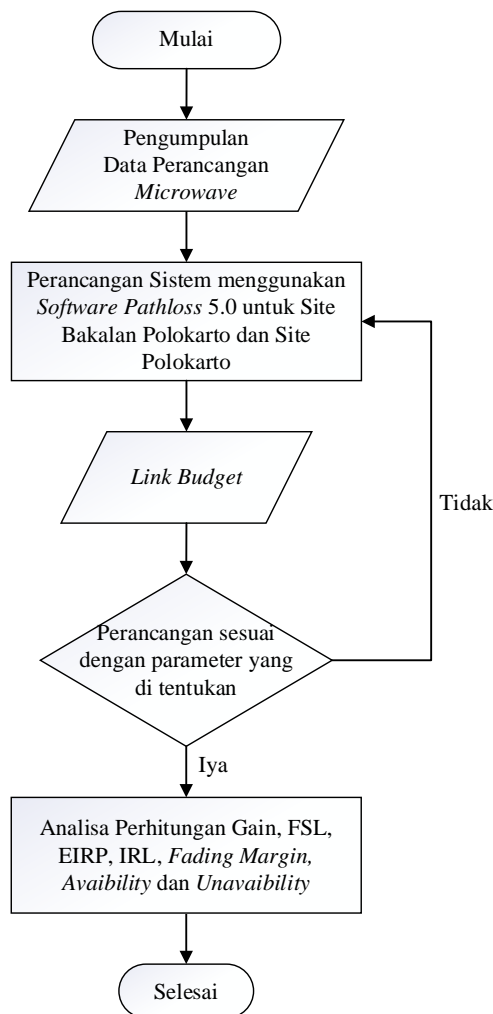 Mulai
Pengumpulan
Data Perancangan
Microwave
Perancangan Sistem menggunakan
Software Pathloss 5.0 untuk Site
Bakalan Polokarto dan Site
Polokarto
Link Budget
Tidak
Perancangan sesuai
dengan parameter yang
di tentukan
Iya
Analisa Perhitungan Gain, FSL,
EIRP, IRL, Fading Margin,
Avaibility dan Unavaibility
Selesai